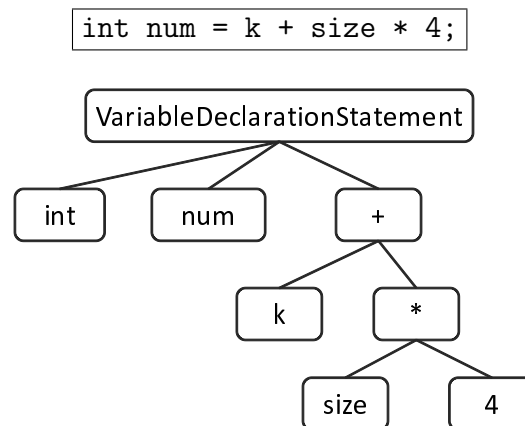 int num = k + size * 4;
VariableDeclarationStatement
int num +
k *
size 4